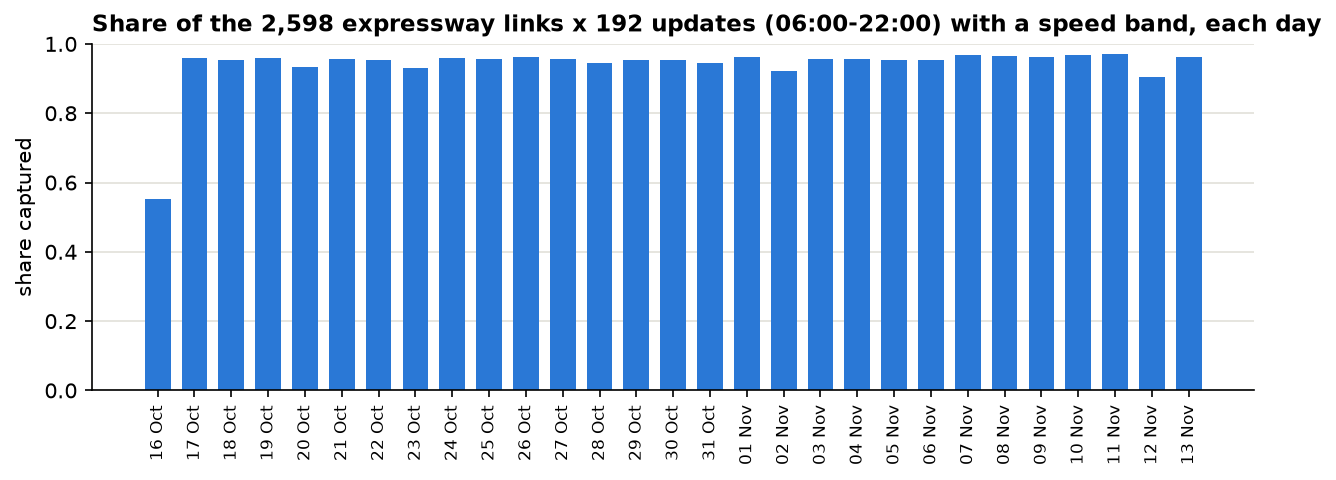 Share of the 2,598 expressway links x 192 updates (06:00-22:00) with a speed band, each day
share captured
1.0
0.8
0.6
0.4
0.2
0.0
16 Oct
17 Oct
18 Oct
19 Oct
20 Oct
21 Oct
22 Oct
23 Oct
24 Oct
25 Oct
26 Oct
27 Oct
28 Oct
29 Oct
30 Oct
31 Oct
01 Nov
02 Nov
03 Nov
04 Nov
05 Nov
06 Nov
07 Nov
08 Nov
09 Nov
10 Nov
11 Nov
12 Nov
13 Nov